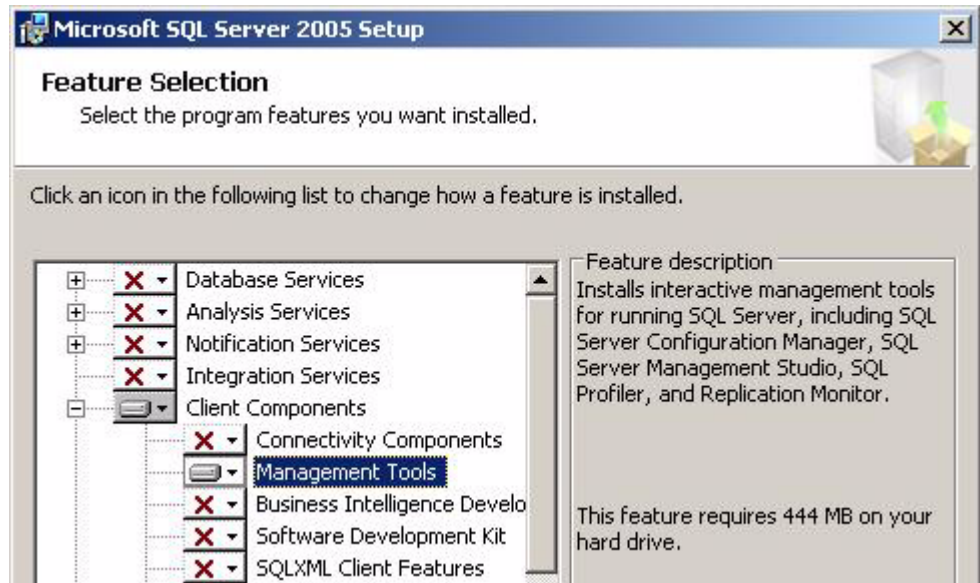 Microsoft SQL Server 2005 Setup
Feature Selection
Select the program features you want installed.
Click an icon in the following list to change how a feature is installed.
Database Services
Analysis Services
Notification Services
Integration Services
Client Components
Connectivity Components
Management Tools
Business Intelligence Develo
Software Development Kit
SQLXML Client Features
Feature description
Installs interactive management tools
for running SQL Server, including SQL
Server Configuration Manager, SQL
Server Management Studio, SQL
Profiler, and Replication Monitor.
This feature requires 444 MB on your
hard drive.